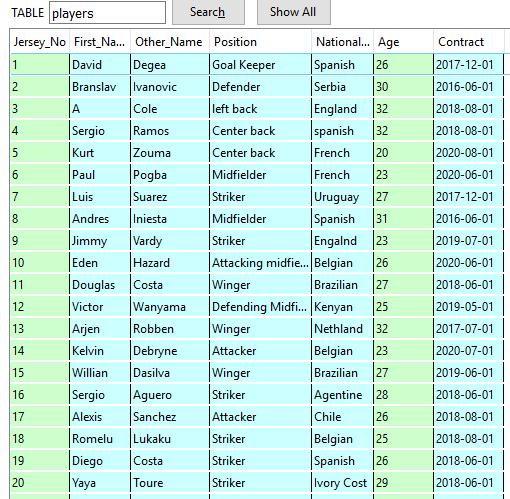 TABLE players Search Show All
Jersey_No First_Na... Other_Name Position National... Age Contract
1 David Degea Goal Keeper Spanish 26 2017-12-01
2 Branslav Ivanovic Defender Serbia 30 2016-06-01
3 A Cole left back England 32 2018-08-01
4 Sergio Ramos Center back spanish 32 2018-08-01
5 Kurt Zouma Center back French 20 2020-08-01
6 Paul Pogba Midfielder French 23 2020-06-01
7 Luis Suarez Striker Uruguay 27 2017-12-01
8 Andres Iniesta Midfielder Spanish 31 2016-06-01
9 Jimmy Vardy Striker Engalnd 23 2019-07-01
10 Eden Hazard Attacking midfie... Belgian 26 2020-06-01
11 Douglas Costa Winger Brazilian 27 2018-06-01
12 Victor Wanyama Defending Midfi... Kenyan 25 2019-05-01
13 Arjen Robben Winger Nethland 32 2017-07-01
14 Kelvin Debryne Attacker Belgian 23 2020-07-01
15 Willian Dasilva Winger Brazilian 27 2019-06-01
16 Sergio Aguero Striker Agentine 28 2018-06-01
17 Alexis Sanchez Attacker Chile 26 2018-08-01
18 Romelu Lukaku Striker Belgian 25 2018-08-01
19 Diego Costa Striker Spanish 26 2018-06-01
20 Yaya Toure Striker Ivory Cost 29 2018-06-01